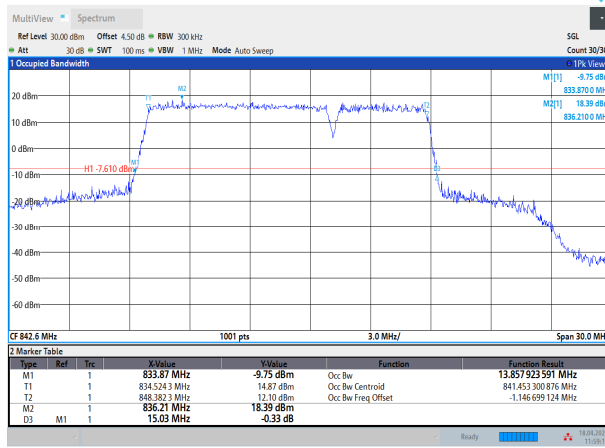 MultiView Spectrum
Ref Level 30.00 dBm Offset 4.50 dB RBW 300 kHz SGL
Att 30 dB SWT 100 ms VBW 1 MHz Mode Auto Sweep Count 30/30
1 Occupied Bandwidth 1Pk View
M1[1] -9.75 dBm
833.8700 MH
M2[1] 18.39 dBm
836.2100 MH
M2
T1
T2
20 dBm
10 dBm
0 dBm
M1
H1 -7.610 dBm
D3
-10 dBm
-20 dBm
-30 dBm
-40 dBm
-50 dBm
-60 dBm
CF 842.6 MHz 1001 pts 3.0 MHz/ Span 30.0 MH
2 Marker Table
Type Ref Trc X-Value Y-Value Function Function Result
M1 1 833.87 MHz -9.75 dBm Occ Bw 13.857 923 591 MHz
T1 1 834.524 3 MHz 14.87 dBm Occ Bw Centroid 841.453 300 876 MHz
T2 1 848.382 3 MHz 12.10 dBm Occ Bw Freq Offset -1.146 699 124 MHz
M2 1 836.21 MHz 18.39 dBm
D3 M1 1 15.03 MHz -0.33 dB
Ready 18.04.202